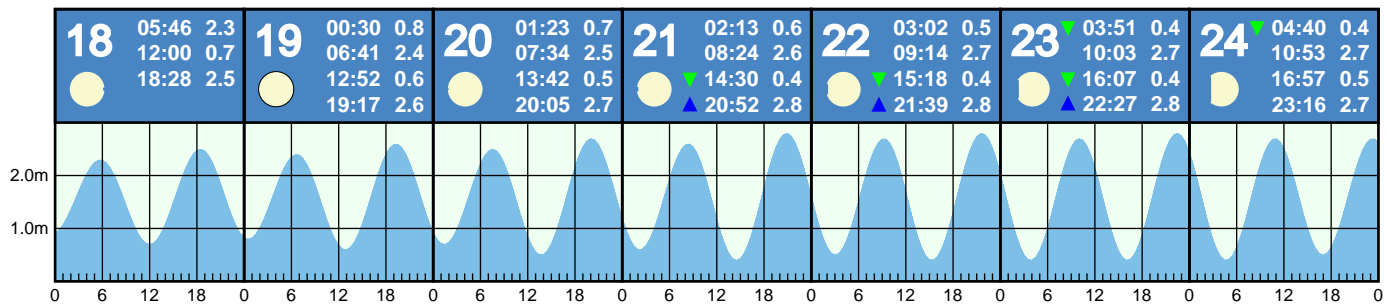 18 05:46 2.3
12:00 0.7
18:28 2.5
19 00:30 0.8
06:41 2.4
12:52 0.6
19:17 2.6
20 01:23 0.7
07:34 2.5
13:42 0.5
20:05 2.7
21 02:13 0.6
08:24 2.6
▼ 14:30 0.4
▲ 20:52 2.8
22 03:02 0.5
09:14 2.7
▼ 15:18 0.4
▲ 21:39 2.8
23 ▼ 03:51 0.4
10:03 2.7
▼ 16:07 0.4
▲ 22:27 2.8
24 ▼ 04:40 0.4
10:53 2.7
16:57 0.5
23:16 2.7
2.0m
1.0m
0 6 12 18 0 6 12 18 0 6 12 18 0 6 12 18 0 6 12 18 0 6 12 18 0 6 12 18 0